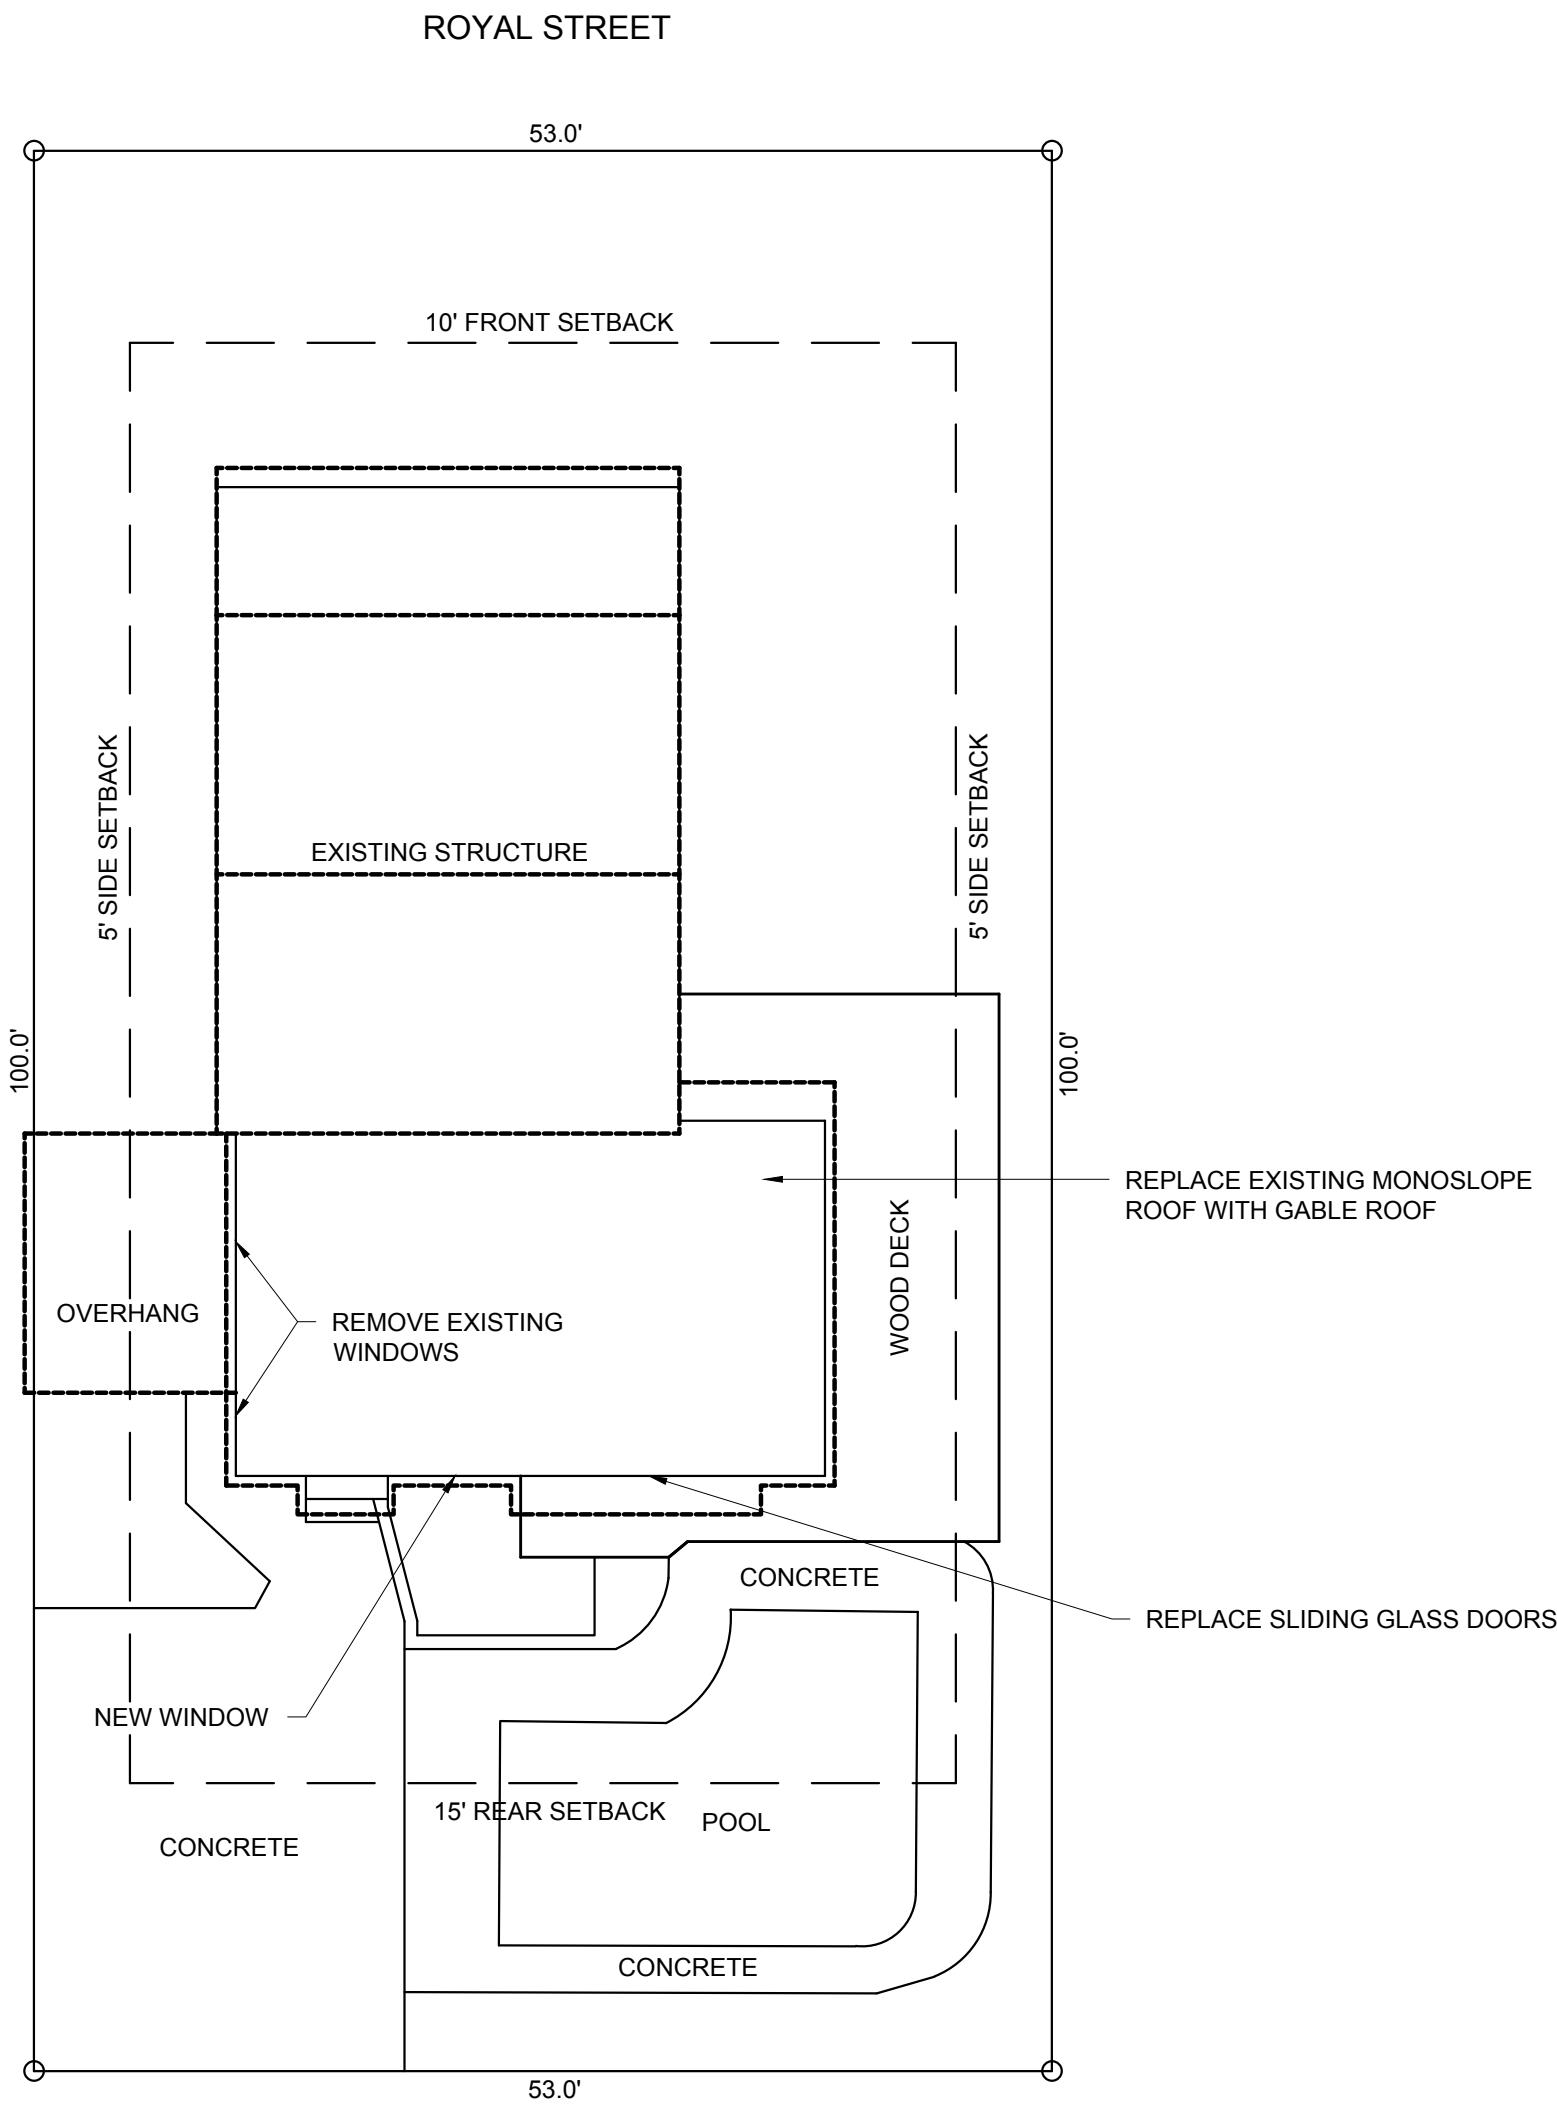 ROYAL STREET
53.0'
10' FRONT SETBACK
5' SIDE SETBACK
5' SIDE SETBACK
EXISTING STRUCTURE
100.0'
100.0'
REPLACE EXISTING MONOSLOPE
ROOF WITH GABLE ROOF
WOOD DECK
OVERHANG
REMOVE EXISTING
WINDOWS
CONCRETE
REPLACE SLIDING GLASS DOORS
NEW WINDOW
15' REAR SETBACK
POOL
CONCRETE
CONCRETE
53.0'